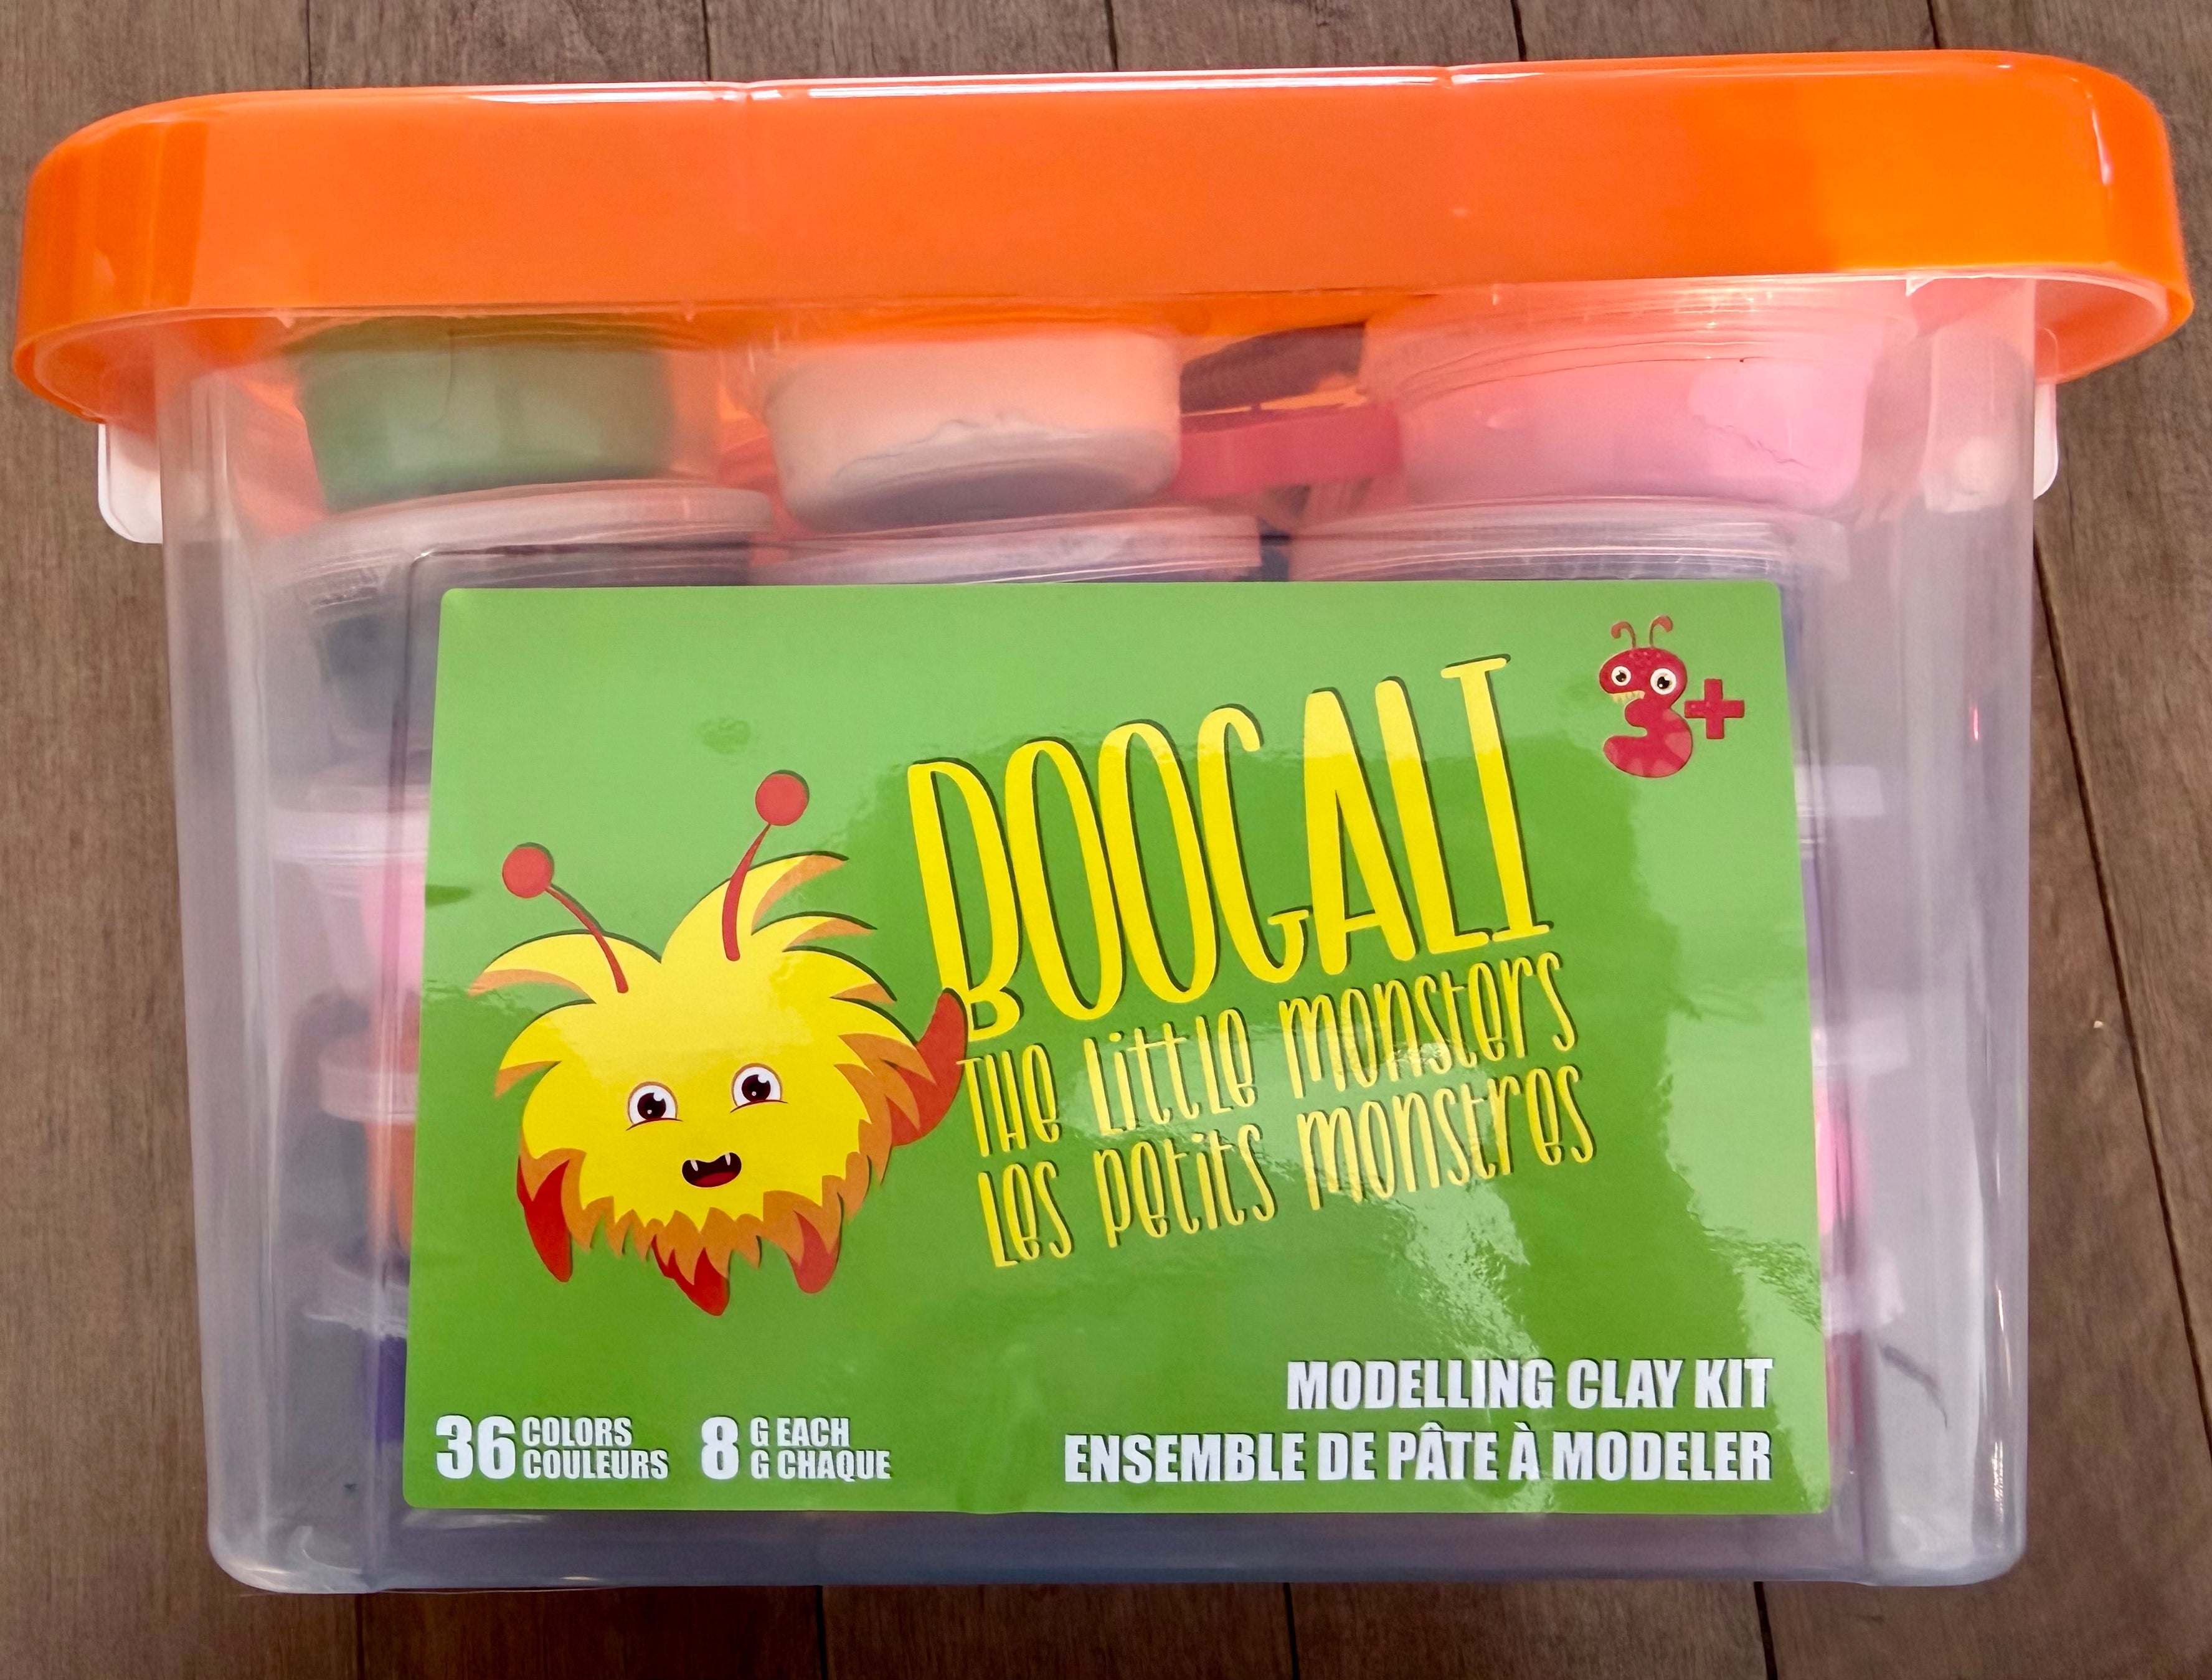 BOOGALI
THE Little monsters
Les petits monstres
3+
MODELLING CLAY KIT
ENSEMBLE DE PÂTE À MODELER
36 COLORS
COULEURS
8 G EACH
G CHAQUE